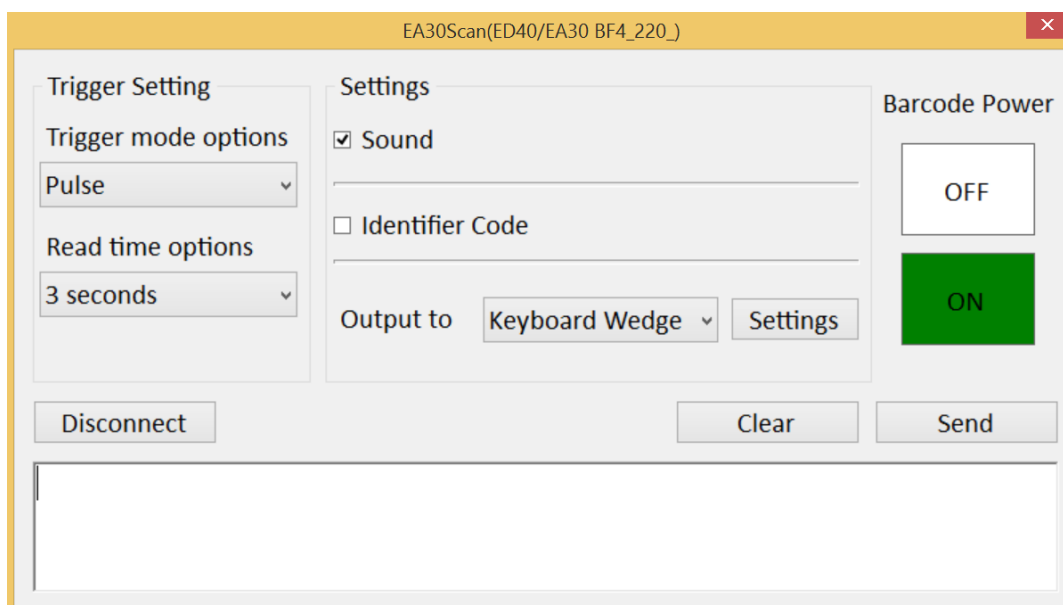 EA30Scan(ED40/EA30 BF4_220_)
Trigger Setting
Trigger mode options
Pulse
Read time options
3 seconds
Settings
Sound
Identifier Code
Output to Keyboard Wedge Settings
Barcode Power
OFF
ON
Disconnect Clear Send